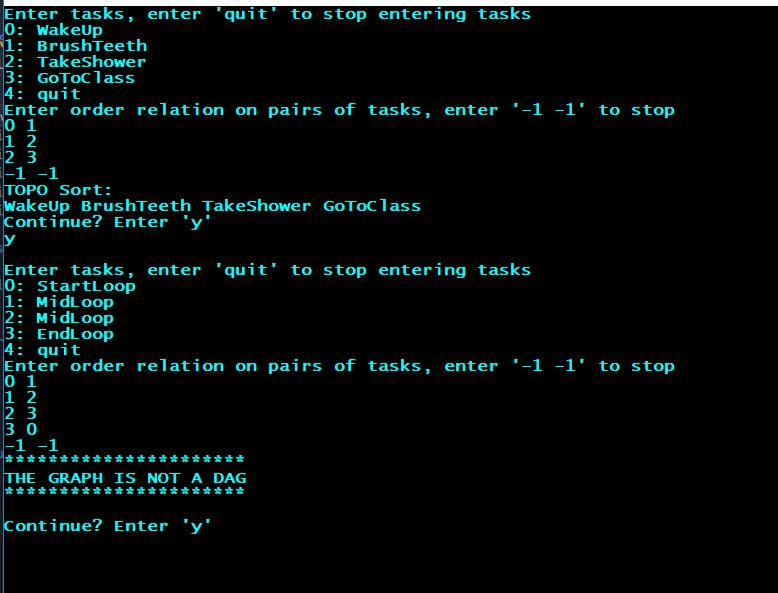 Enter tasks, enter 'quit' to stop entering tasks
0: WakeUp
1: BrushTeeth
2: TakeShower
3: GoToClass
4: quit
Enter order relation on pairs of tasks, enter '-1 -1' to stop
0 1
1 2
2 3
-1 -1
TOPO Sort:
WakeUp BrushTeeth TakeShower GoToClass
Continue? Enter 'y'
y
Enter tasks, enter 'quit' to stop entering tasks
0: StartLoop
1: MidLoop
2: MidLoop
3: EndLoop
4: quit
Enter order relation on pairs of tasks, enter '-1 -1' to stop
0 1
1 2
2 3
3 0
-1 -1
**********************
THE GRAPH IS NOT A DAG
**********************
Continue? Enter 'y'